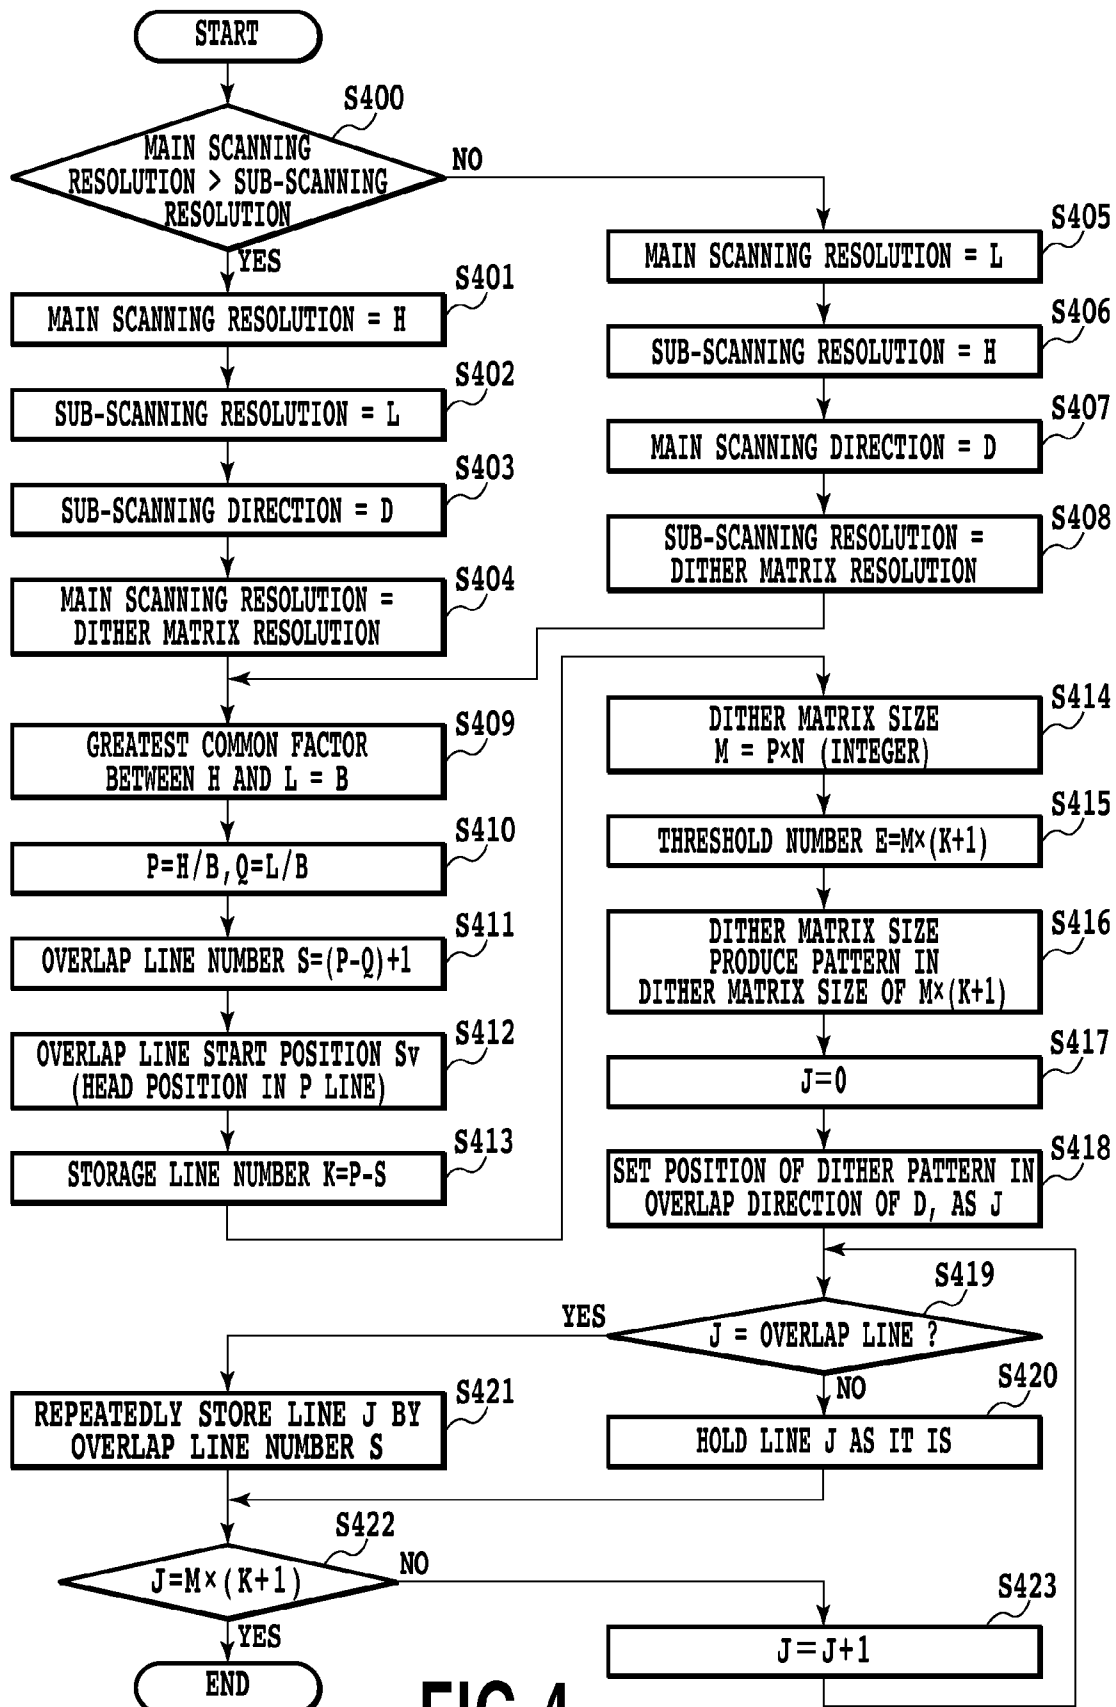 START
S400
MAIN SCANNING
RESOLUTION > SUB-SCANNING
RESOLUTION
NO
YES
S401
MAIN SCANNING RESOLUTION = H
S402
SUB-SCANNING RESOLUTION = L
S403
SUB-SCANNING DIRECTION = D
S404
MAIN SCANNING RESOLUTION =
DITHER MATRIX RESOLUTION
S405
MAIN SCANNING RESOLUTION = L
S406
SUB-SCANNING RESOLUTION = H
S407
MAIN SCANNING DIRECTION = D
S408
SUB-SCANNING RESOLUTION =
DITHER MATRIX RESOLUTION
S409
GREATEST COMMON FACTOR
BETWEEN H AND L = B
S410
P=H/B,Q=L/B
S411
OVERLAP LINE NUMBER S=(P-Q)+1
S412
OVERLAP LINE START POSITION Sv
(HEAD POSITION IN P LINE)
S413
STORAGE LINE NUMBER K=P-S
S414
DITHER MATRIX SIZE
M = P×N (INTEGER)
S415
THRESHOLD NUMBER E=M×(K+1)
S416
DITHER MATRIX SIZE
PRODUCE PATTERN IN
DITHER MATRIX SIZE OF M×(K+1)
S417
J=0
S418
SET POSITION OF DITHER PATTERN IN
OVERLAP DIRECTION OF D, AS J
S419
J = OVERLAP LINE ?
YES
NO
S420
HOLD LINE J AS IT IS
S421
REPEATEDLY STORE LINE J BY
OVERLAP LINE NUMBER S
S422
J=M×(K+1)
NO
YES
S423
J=J+1
END
FIG.4